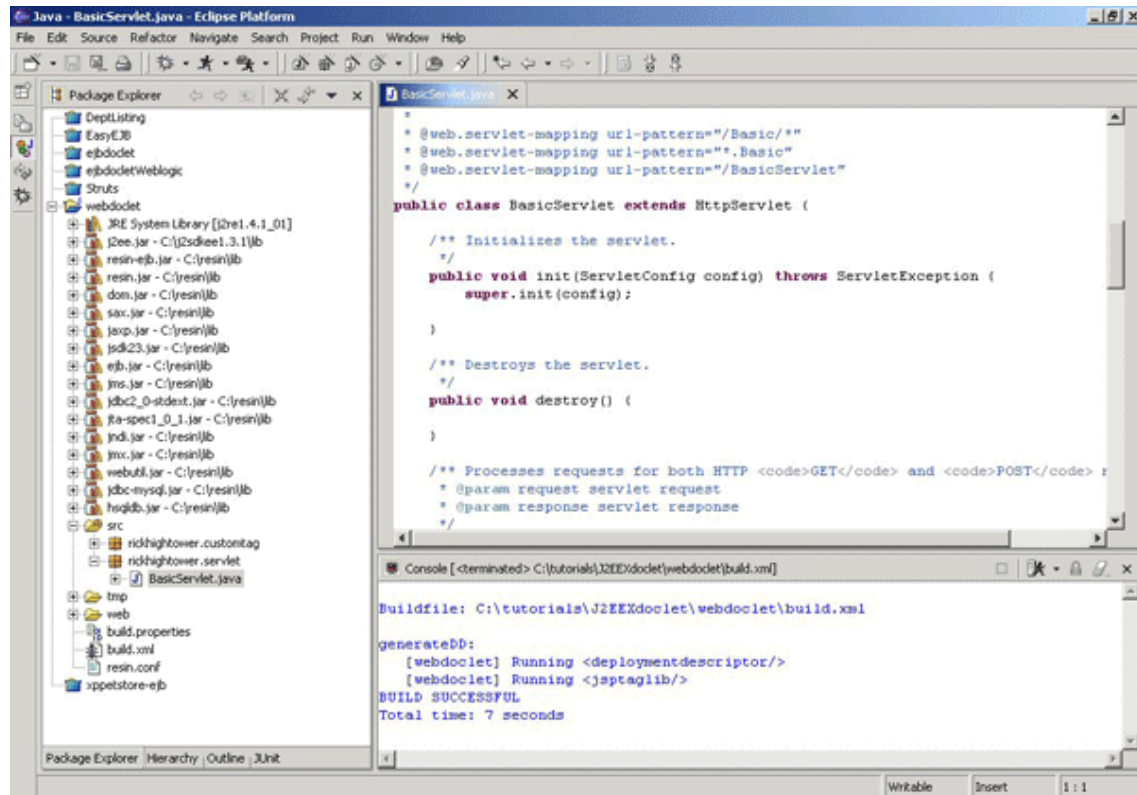 Java - BasicServlet.java - Eclipse Platform
File Edit Source Refactor Navigate Search Project Run Window Help
Package Explorer
DeptListing
EasyEJB
ejbdoclet
ejbdocletWeblogic
Struts
webdoclet
JRE System Library [j2re1.4.1_01]
j2ee.jar - C:\j2sdkee1.3.1\lib
resin-ejb.jar - C:\resin\lib
resin.jar - C:\resin\lib
dom.jar - C:\resin\lib
sax.jar - C:\resin\lib
jaxp.jar - C:\resin\lib
jsdk23.jar - C:\resin\lib
ejb.jar - C:\resin\lib
jms.jar - C:\resin\lib
jdbc2_0-stdext.jar - C:\resin\lib
jta-spec1_0_1.jar - C:\resin\lib
jndi.jar - C:\resin\lib
jmx.jar - C:\resin\lib
webutil.jar - C:\resin\lib
jdbc-mysql.jar - C:\resin\lib
hsqldb.jar - C:\resin\lib
src
rickhightower.customtag
rickhightower.servlet
BasicServlet.java
tmp
web
build.properties
build.xml
resin.conf
xppetstore-ejb
Package Explorer Hierarchy Outline JUnit
BasicServlet.java
*
* @web.servlet-mapping url-pattern="/Basic/*"
* @web.servlet-mapping url-pattern="*.Basic"
* @web.servlet-mapping url-pattern="/BasicServlet"
*/
public class BasicServlet extends HttpServlet {
/** Initializes the servlet.
*/
public void init(ServletConfig config) throws ServletException {
super.init(config);
}
/** Destroys the servlet.
*/
public void destroy() {
}
/** Processes requests for both HTTP <code>GET</code> and <code>POST</code> r
* @param request servlet request
* @param response servlet response
*/
Console [<terminated> C:\tutorials\J2EEXdoclet\webdoclet\build.xml]
Buildfile: C:\tutorials\J2EEXdoclet\webdoclet\build.xml
generateDD:
[webdoclet] Running <deploymentdescriptor/>
[webdoclet] Running <jsptaglib/>
BUILD SUCCESSFUL
Total time: 7 seconds
Writable Insert 1 : 1